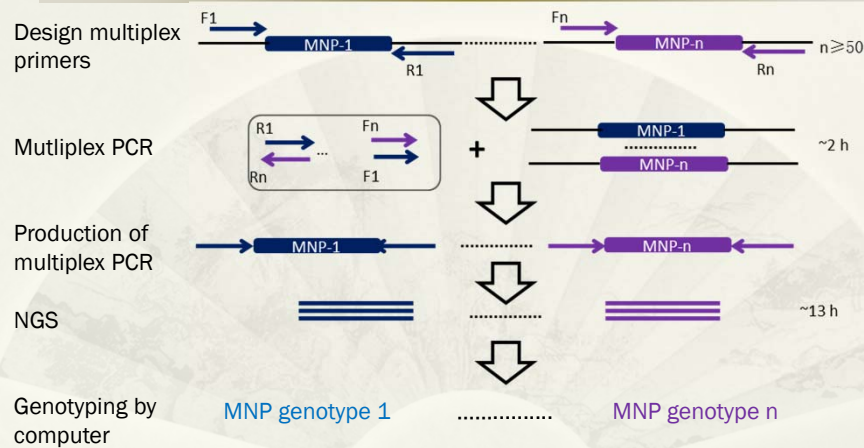 F1
Fn
Design multiplex
primers
MNP-1
MNP-n
n≥50
R1
Rn
Mutliplex PCR
R1
Fn
...
Rn
F1
+
MNP-1
............
MNP-n
~2 h
Production of
multiplex PCR
MNP-1
............
MNP-n
NGS
............
~13 h
Genotyping by
computer
MNP genotype 1
............
MNP genotype n